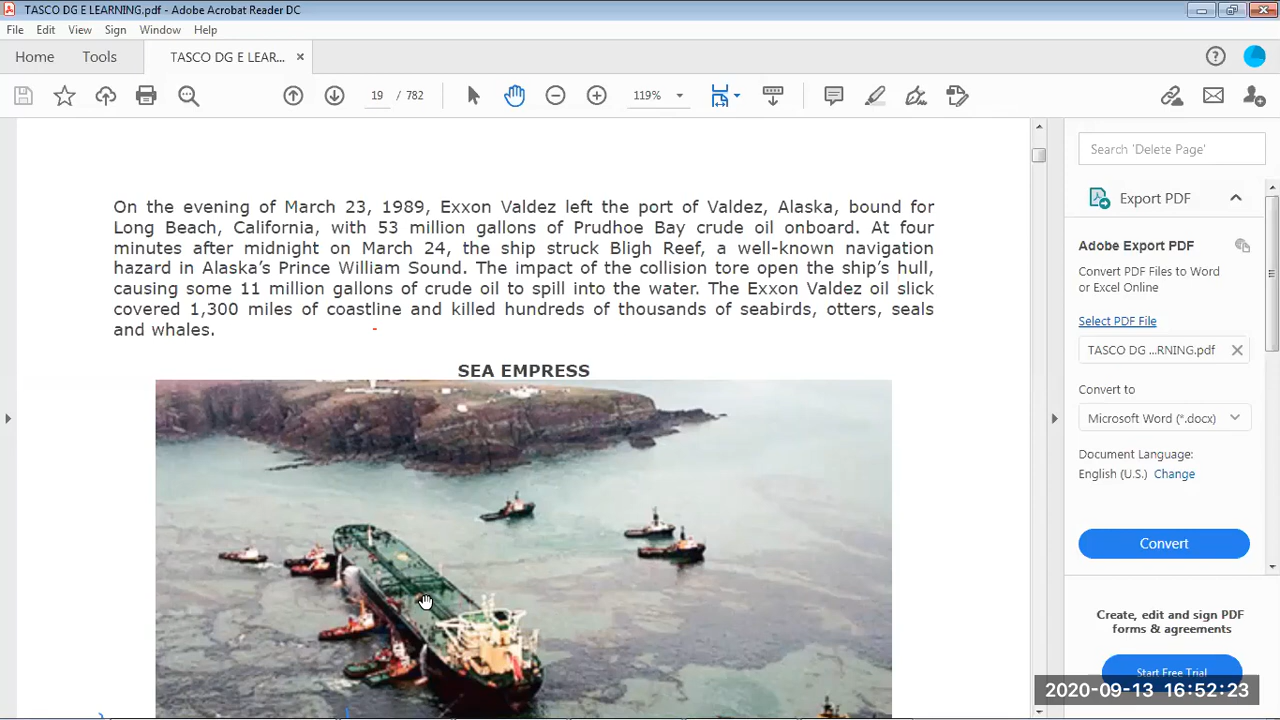 TASCO DG E LEARNING.pdf - Adobe Acrobat Reader DC
File Edit View Sign Window Help
Home Tools TASCO DG E LEAR... ×
19 / 782 119%
On the evening of March 23, 1989, Exxon Valdez left the port of Valdez, Alaska, bound for
Long Beach, California, with 53 million gallons of Prudhoe Bay crude oil onboard. At four
minutes after midnight on March 24, the ship struck Bligh Reef, a well-known navigation
hazard in Alaska's Prince William Sound. The impact of the collision tore open the ship's hull,
causing some 11 million gallons of crude oil to spill into the water. The Exxon Valdez oil slick
covered 1,300 miles of coastline and killed hundreds of thousands of seabirds, otters, seals
and whales.
SEA EMPRESS
Search 'Delete Page'
Export PDF
Adobe Export PDF
Convert PDF Files to Word
or Excel Online
Select PDF File
TASCO DG ...RNING.pdf
Convert to
Microsoft Word (*.docx)
Document Language:
English (U.S.) Change
Convert
Create, edit and sign PDF
forms & agreements
Start Free Trial
2020-09-13 16:52:23